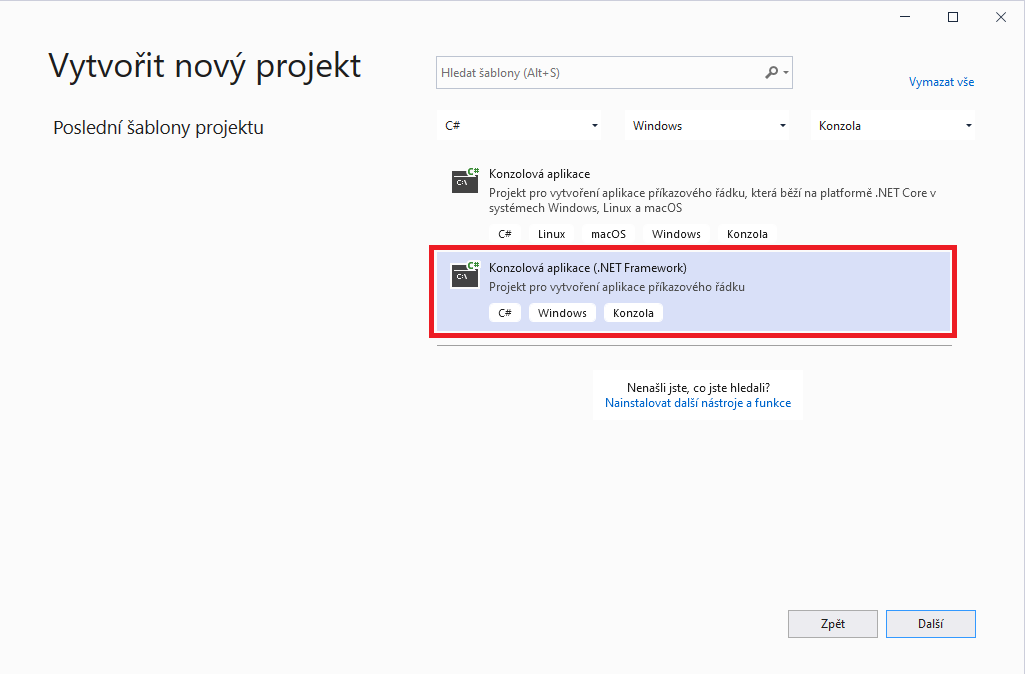 Vytvořit nový projekt
Hledat šablony (Alt+S)
Vymazat vše
Poslední šablony projektu
C#
Windows
Konzola
C#
C:\
Konzolová aplikace
Projekt pro vytvoření aplikace příkazového řádku, která běží na platformě .NET Core v
systémech Windows, Linux a macOS
C# Linux macOS Windows Konzola
C#
C:\
Konzolová aplikace (.NET Framework)
Projekt pro vytvoření aplikace příkazového řádku
C# Windows Konzola
Nenašli jste, co jste hledali?
Nainstalovat další nástroje a funkce
Zpět
Další